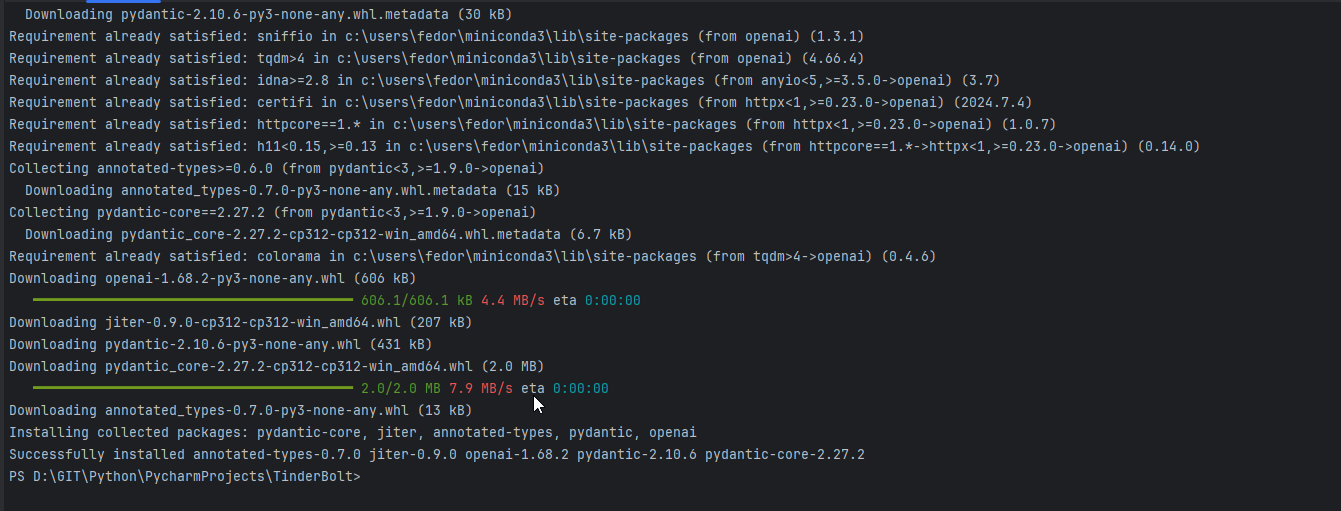 Downloading pydantic-2.10.6-py3-none-any.whl.metadata (30 kB)
Requirement already satisfied: sniffio in c:\users\fedor\miniconda3\lib\site-packages (from openai) (1.3.1)
Requirement already satisfied: tqdm>4 in c:\users\fedor\miniconda3\lib\site-packages (from openai) (4.66.4)
Requirement already satisfied: idna>=2.8 in c:\users\fedor\miniconda3\lib\site-packages (from anyio<5,>=3.5.0->openai) (3.7)
Requirement already satisfied: certifi in c:\users\fedor\miniconda3\lib\site-packages (from httpx<1,>=0.23.0->openai) (2024.7.4)
Requirement already satisfied: httpcore==1.* in c:\users\fedor\miniconda3\lib\site-packages (from httpx<1,>=0.23.0->openai) (1.0.7)
Requirement already satisfied: h11<0.15,>=0.13 in c:\users\fedor\miniconda3\lib\site-packages (from httpcore==1.*->httpx<1,>=0.23.0->openai) (0.14.0)
Collecting annotated-types>=0.6.0 (from pydantic<3,>=1.9.0->openai)
Downloading annotated_types-0.7.0-py3-none-any.whl.metadata (15 kB)
Collecting pydantic-core==2.27.2 (from pydantic<3,>=1.9.0->openai)
Downloading pydantic_core-2.27.2-cp312-cp312-win_amd64.whl.metadata (6.7 kB)
Requirement already satisfied: colorama in c:\users\fedor\miniconda3\lib\site-packages (from tqdm>4->openai) (0.4.6)
Downloading openai-1.68.2-py3-none-any.whl (606 kB)
606.1/606.1 kB 4.4 MB/s eta 0:00:00
Downloading jiter-0.9.0-cp312-cp312-win_amd64.whl (207 kB)
Downloading pydantic-2.10.6-py3-none-any.whl (431 kB)
Downloading pydantic_core-2.27.2-cp312-cp312-win_amd64.whl (2.0 MB)
2.0/2.0 MB 7.9 MB/s eta 0:00:00
Downloading annotated_types-0.7.0-py3-none-any.whl (13 kB)
Installing collected packages: pydantic-core, jiter, annotated-types, pydantic, openai
Successfully installed annotated-types-0.7.0 jiter-0.9.0 openai-1.68.2 pydantic-2.10.6 pydantic-core-2.27.2
PS D:\GIT\Python\PycharmProjects\TinderBolt>